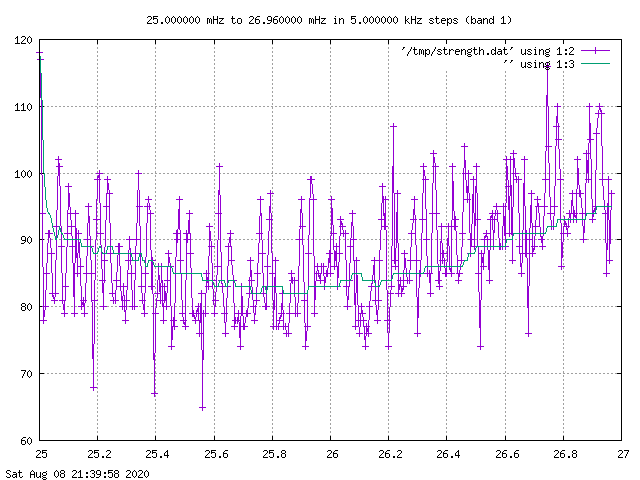 25.000000 mHz to 26.960000 mHz in 5.000000 kHz steps (band 1)
'/tmp/strength.dat' using 1:2
'' using 1:3
120
110
100
90
80
70
60
25 25.2 25.4 25.6 25.8 26 26.2 26.4 26.6 26.8 27
Sat Aug 08 21:39:58 2020